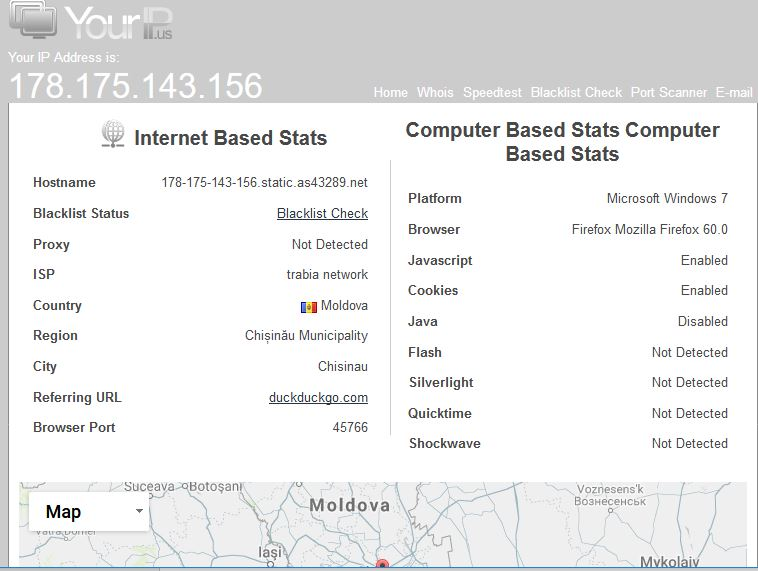 YourIP.us
Your IP Address is:
178.175.143.156
Home Whois Speedtest Blacklist Check Port Scanner E-mail
Internet Based Stats
Hostname 178-175-143-156.static.as43289.net
Blacklist Status Blacklist Check
Proxy Not Detected
ISP trabia network
Country Moldova
Region Chișinău Municipality
City Chisinau
Referring URL duckduckgo.com
Browser Port 45766
Computer Based Stats Computer
Based Stats
Platform Microsoft Windows 7
Browser Firefox Mozilla Firefox 60.0
Javascript Enabled
Cookies Enabled
Java Disabled
Flash Not Detected
Silverlight Not Detected
Quicktime Not Detected
Shockwave Not Detected
Map
Suceava Botoșani
Moldova
Voznesens'k
Вознесенськ
Vatra Dornei
Iași
Mykolaiv